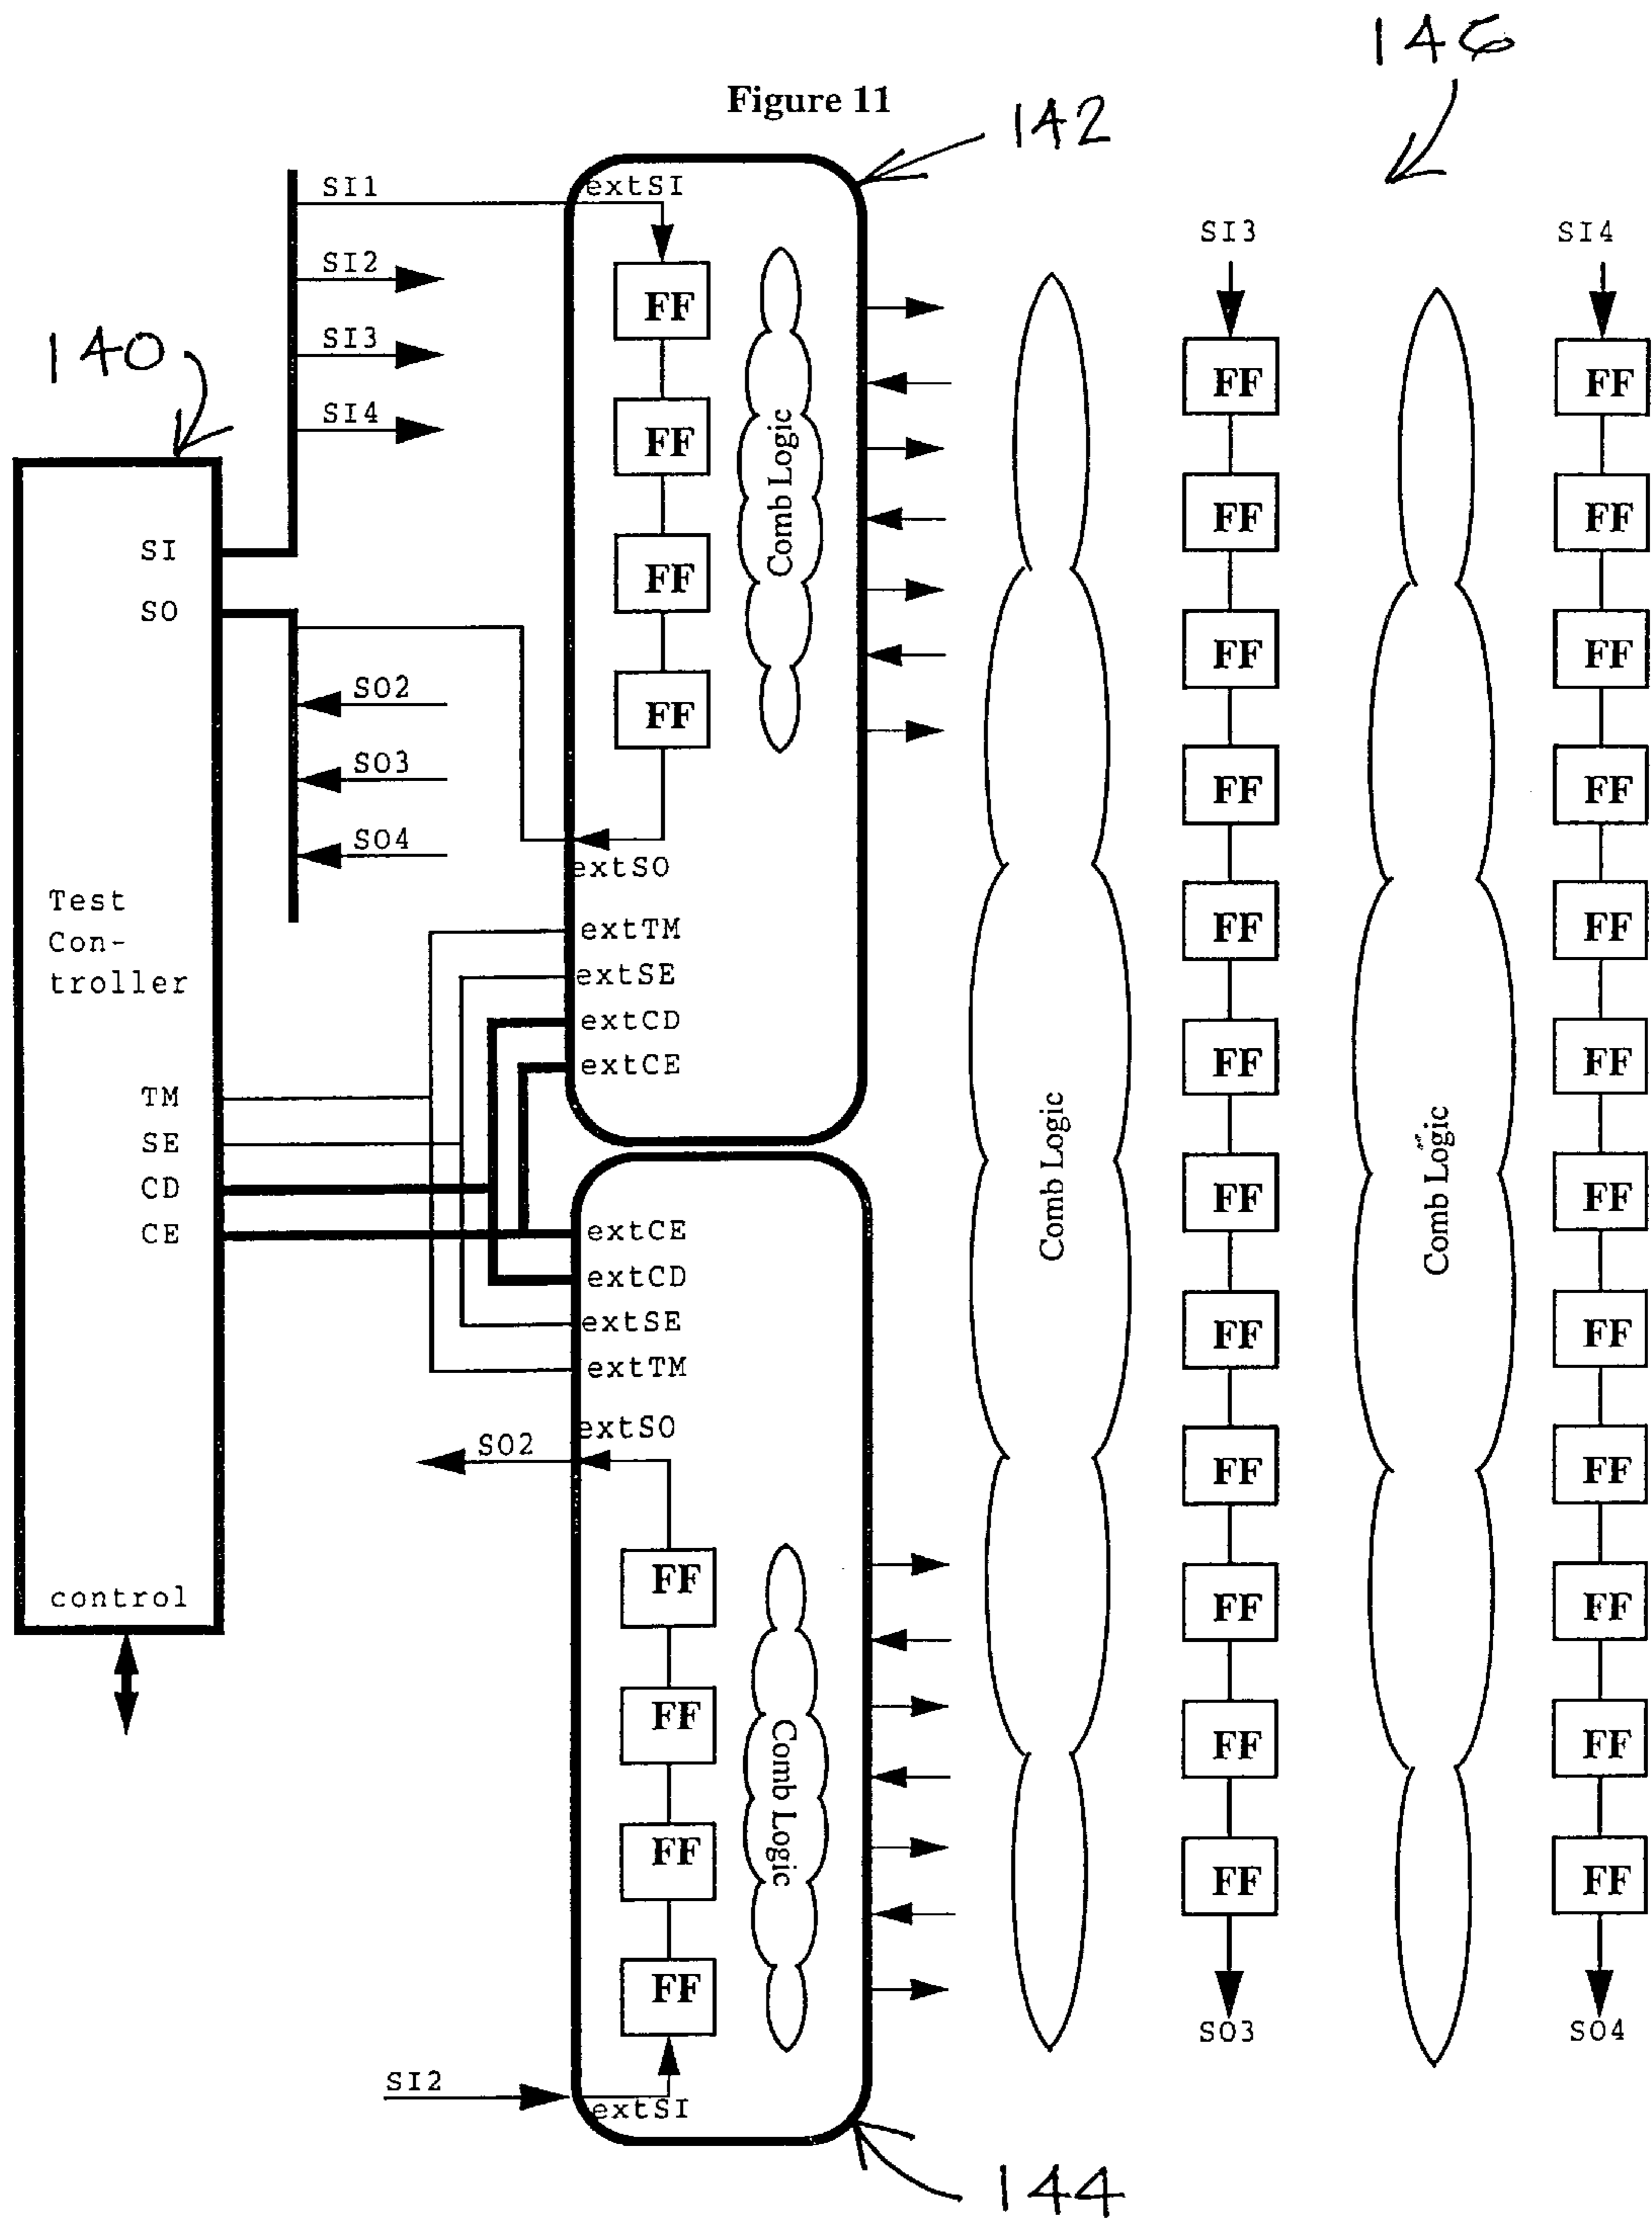 146
Figure 11
142
SI1
extSI
SI2
SI3
SI4
SI3
SI4
140
FF
FF
FF
FF
Comb Logic
SI
SO
SO2
SO3
SO4
extSO
Test
Con-
troller
extTM
extSE
extCD
extCE
TM
SE
CD
CE
extCE
extCD
extSE
extTM
extSO
SO2
control
FF
FF
FF
FF
Comb Logic
SI2
extSI
144
Comb Logic
FF
FF
FF
FF
FF
FF
FF
FF
FF
FF
FF
FF
SO3
Comb Logic
FF
FF
FF
FF
FF
FF
FF
FF
FF
FF
FF
FF
SO4